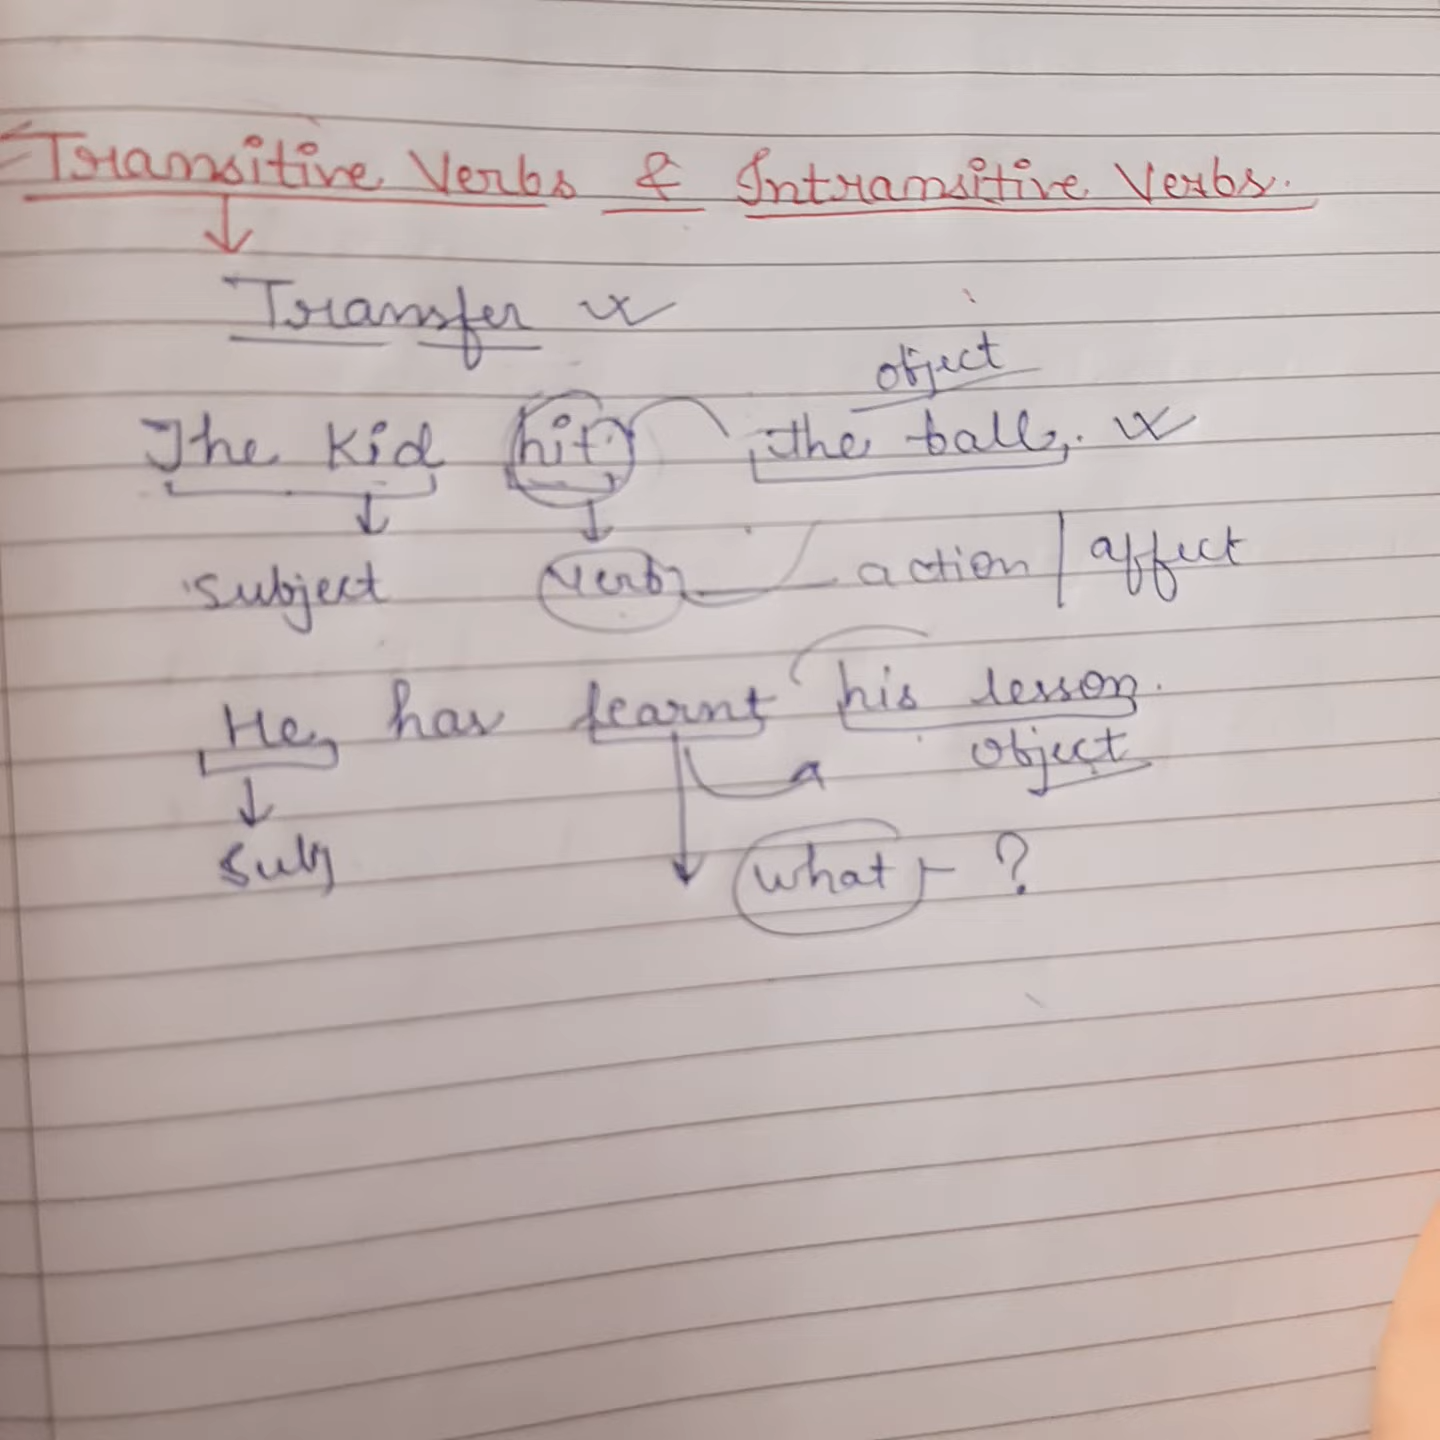 Transitive Verbs & Intransitive Verbs.
Transfer
object
The Kid hit the ball.
subject verb action / affect
He has learnt his lesson.
object
Subj
what ?